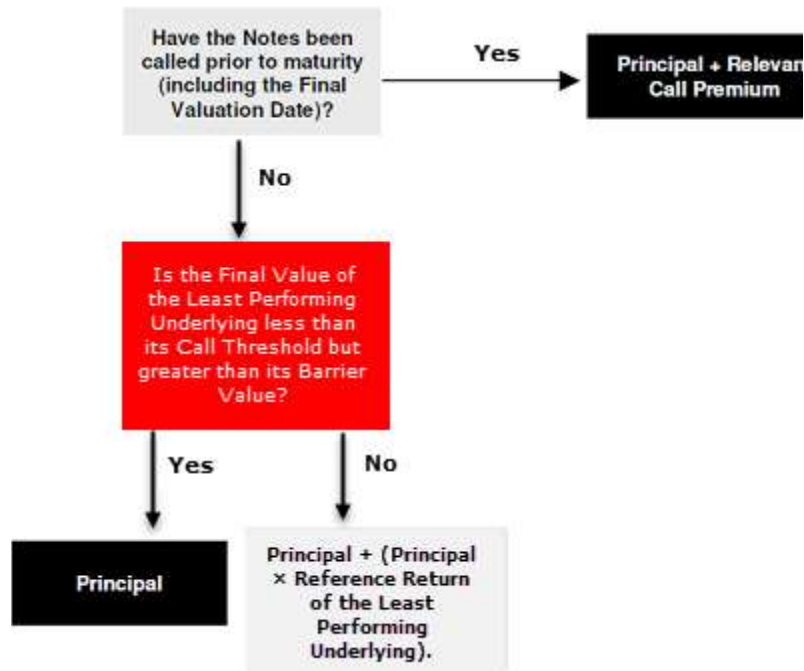 Have the Notes been
called prior to maturity
(including the Final
Valuation Date)?
Yes
Principal + Relevan
Call Premium
No
Is the Final Value of
the Least Performing
Underlying less than
its Call Threshold but
greater than its Barrier
Value?
Yes
No
Principal
Principal + (Principal
× Reference Return
of the Least
Performing
Underlying).